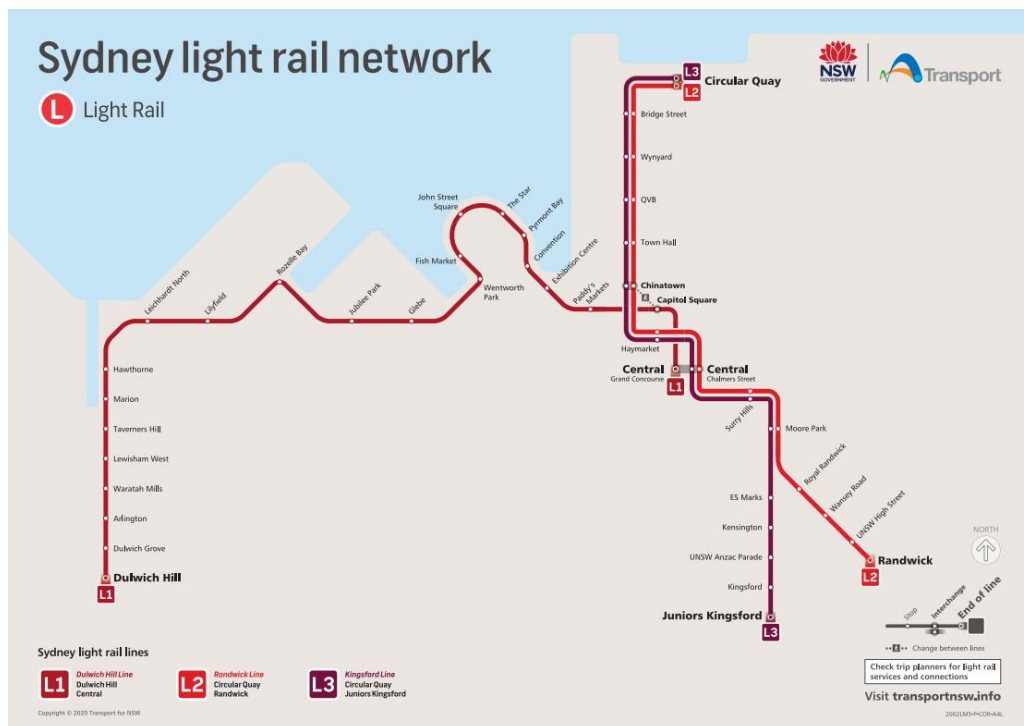 Sydney light rail network
L Light Rail
NSW
GOVERNMENT
Transport
L3
L2
Circular Quay
Bridge Street
Wynyard
QVB
Town Hall
Chinatown
Capitol Square
Haymarket
Central
Grand Concourse
L1
Central
Chalmers Street
Surry Hills
Moore Park
Royal Randwick
Wansey Road
UNSW High Street
Randwick
L2
ES Marks
Kensington
UNSW Anzac Parade
Kingsford
Juniors Kingsford
L3
Paddy's
Markets
Exhibition Centre
Convention
Pyrmont Bay
The Star
John Street
Square
Fish Market
Wentworth
Park
Glebe
Jubilee Park
Rozelle Bay
Lilyfield
Leichhardt North
Hawthorne
Marion
Taverners Hill
Lewisham West
Waratah Mills
Arlington
Dulwich Grove
Dulwich Hill
L1
NORTH
Stop
Interchange
End of line
Change between lines
Check trip planners for light rail
services and connections
Visit transportnsw.info
Sydney light rail lines
L1
Dulwich Hill Line
Dulwich Hill
Central
L2
Randwick Line
Circular Quay
Randwick
L3
Kingsford Line
Circular Quay
Juniors Kingsford
Copyright © 2020 Transport for NSW